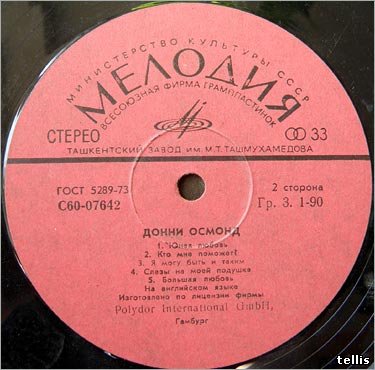 МИНИСТЕРСТВО КУЛЬТУРЫ СССР
МЕЛОДИЯ
ВСЕСОЮЗНАЯ ФИРМА ГРАМПЛАСТИНОК
СТЕРЕО
33
ТАШКЕНТСКИЙ ЗАВОД ИМ. М.Т. ТАШМУХАМЕДОВА
ГОСТ 5289-73
С60-07642
2 сторона
Гр. 3. 1-90
ДОННИ ОСМОНД
1. Юная любовь
2. Кто мне поможет?
3. Я могу быть и таким
4. Слезы на моей подушке
5. Большая любовь
На английском языке
Изготовлено по лицензии фирмы
Polydor International GmbH,
Гамбург
tellis